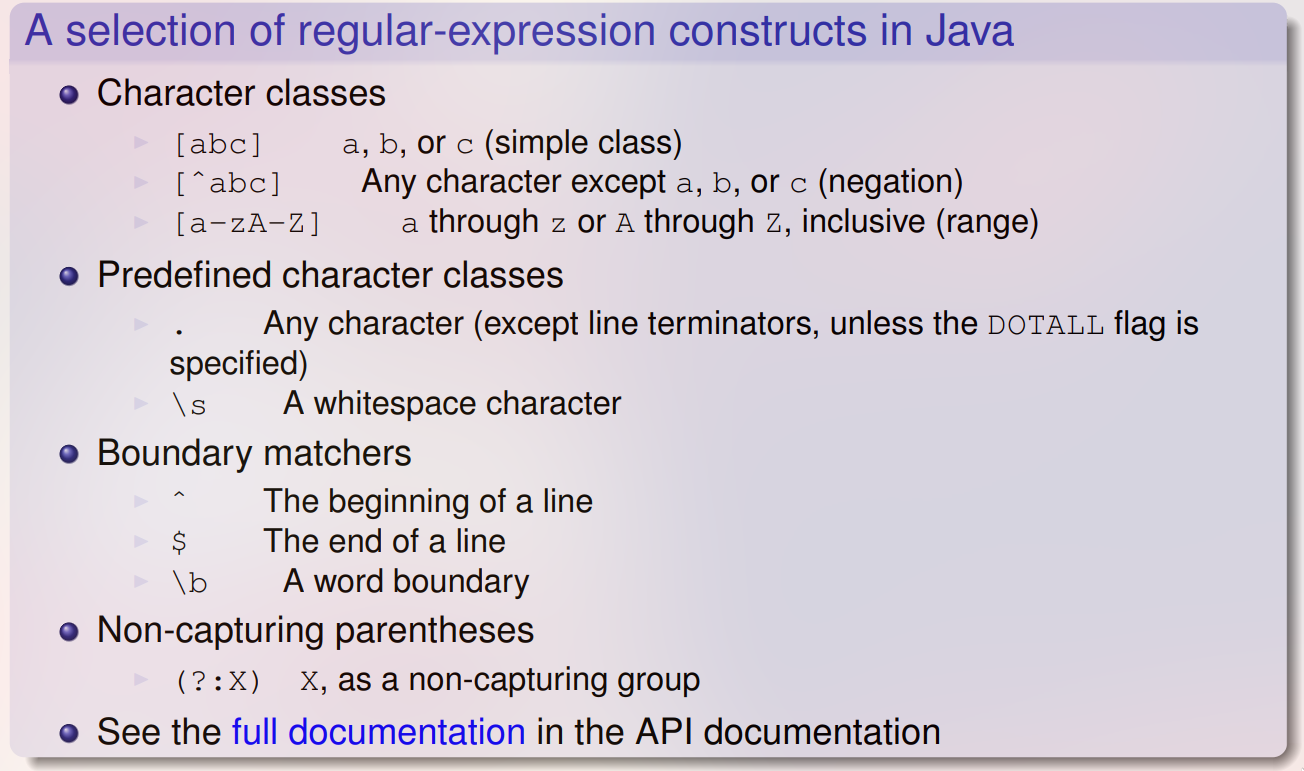 A selection of regular-expression constructs in Java
Character classes
[abc] a, b, or c (simple class)
[^abc] Any character except a, b, or c (negation)
[a-zA-Z] a through z or A through Z, inclusive (range)
Predefined character classes
. Any character (except line terminators, unless the DOTALL flag is
specified)
\s A whitespace character
Boundary matchers
^ The beginning of a line
$ The end of a line
\b A word boundary
Non-capturing parentheses
(?:X) X, as a non-capturing group
See the full documentation in the API documentation